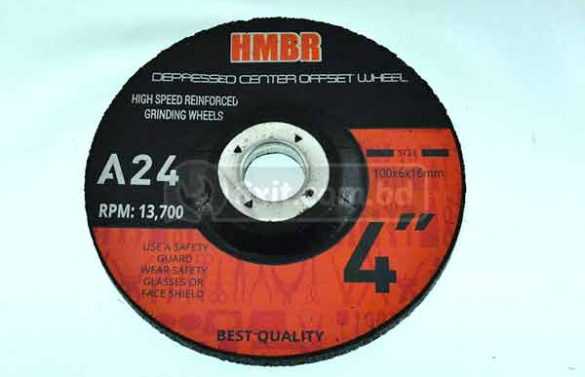 HMBR
DEPRESSED CENTER OFFSET WHEEL
HIGH SPEED REINFORCED
GRINDING WHEELS
A24
RPM: 13,700
SIZE
100x6x16mm
4"
USE A SAFETY
GUARD
WEAR SAFETY
GLASSES OR
FACE SHIELD
BEST QUALITY